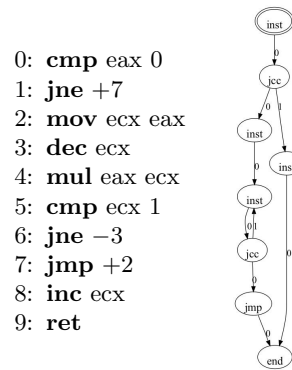 0: cmp eax 0
1: jne +7
2: mov ecx eax
3: dec ecx
4: mul eax ecx
5: cmp ecx 1
6: jne −3
7: jmp +2
8: inc ecx
9: ret
inst
0
jcc
0 1
inst
ins
0
inst
0 1
jcc
0
0
jmp
0
end